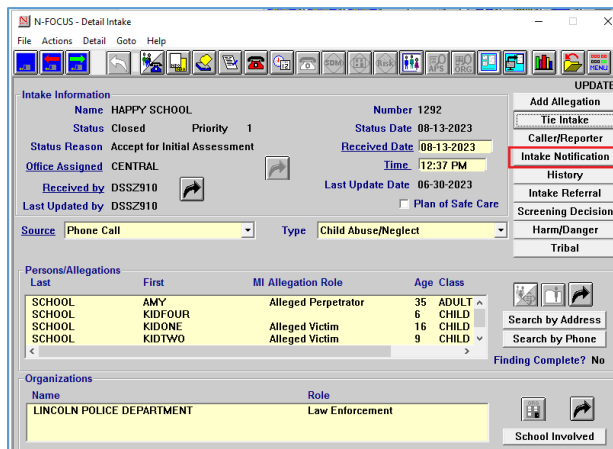 N-FOCUS - Detail Intake
File Actions Detail Goto Help
SDM Risk APS ORG MENU
UPDATE
Intake Information
Name HAPPY SCHOOL Number 1292
Status Closed Priority 1 Status Date 08-13-2023
Status Reason Accept for Initial Assessment Received Date 08-13-2023
Office Assigned CENTRAL Time 12:37 PM
Received by DSSZ910 Last Update Date 06-30-2023
Last Updated by DSSZ910 Plan of Safe Care
Add Allegation
Tie Intake
Caller/Reporter
Intake Notification
History
Intake Referral
Screening Decision
Harm/Danger
Tribal
Source Phone Call Type Child Abuse/Neglect
Persons/Allegations
Last First MI Allegation Role Age Class
SCHOOL AMY Alleged Perpetrator 35 ADULT
SCHOOL KIDFOUR 6 CHILD
SCHOOL KIDONE Alleged Victim 16 CHILD
SCHOOL KIDTWO Alleged Victim 9 CHILD
Search by Address
Search by Phone
Finding Complete? No
Organizations
Name Role
LINCOLN POLICE DEPARTMENT Law Enforcement
ORG
School Involved